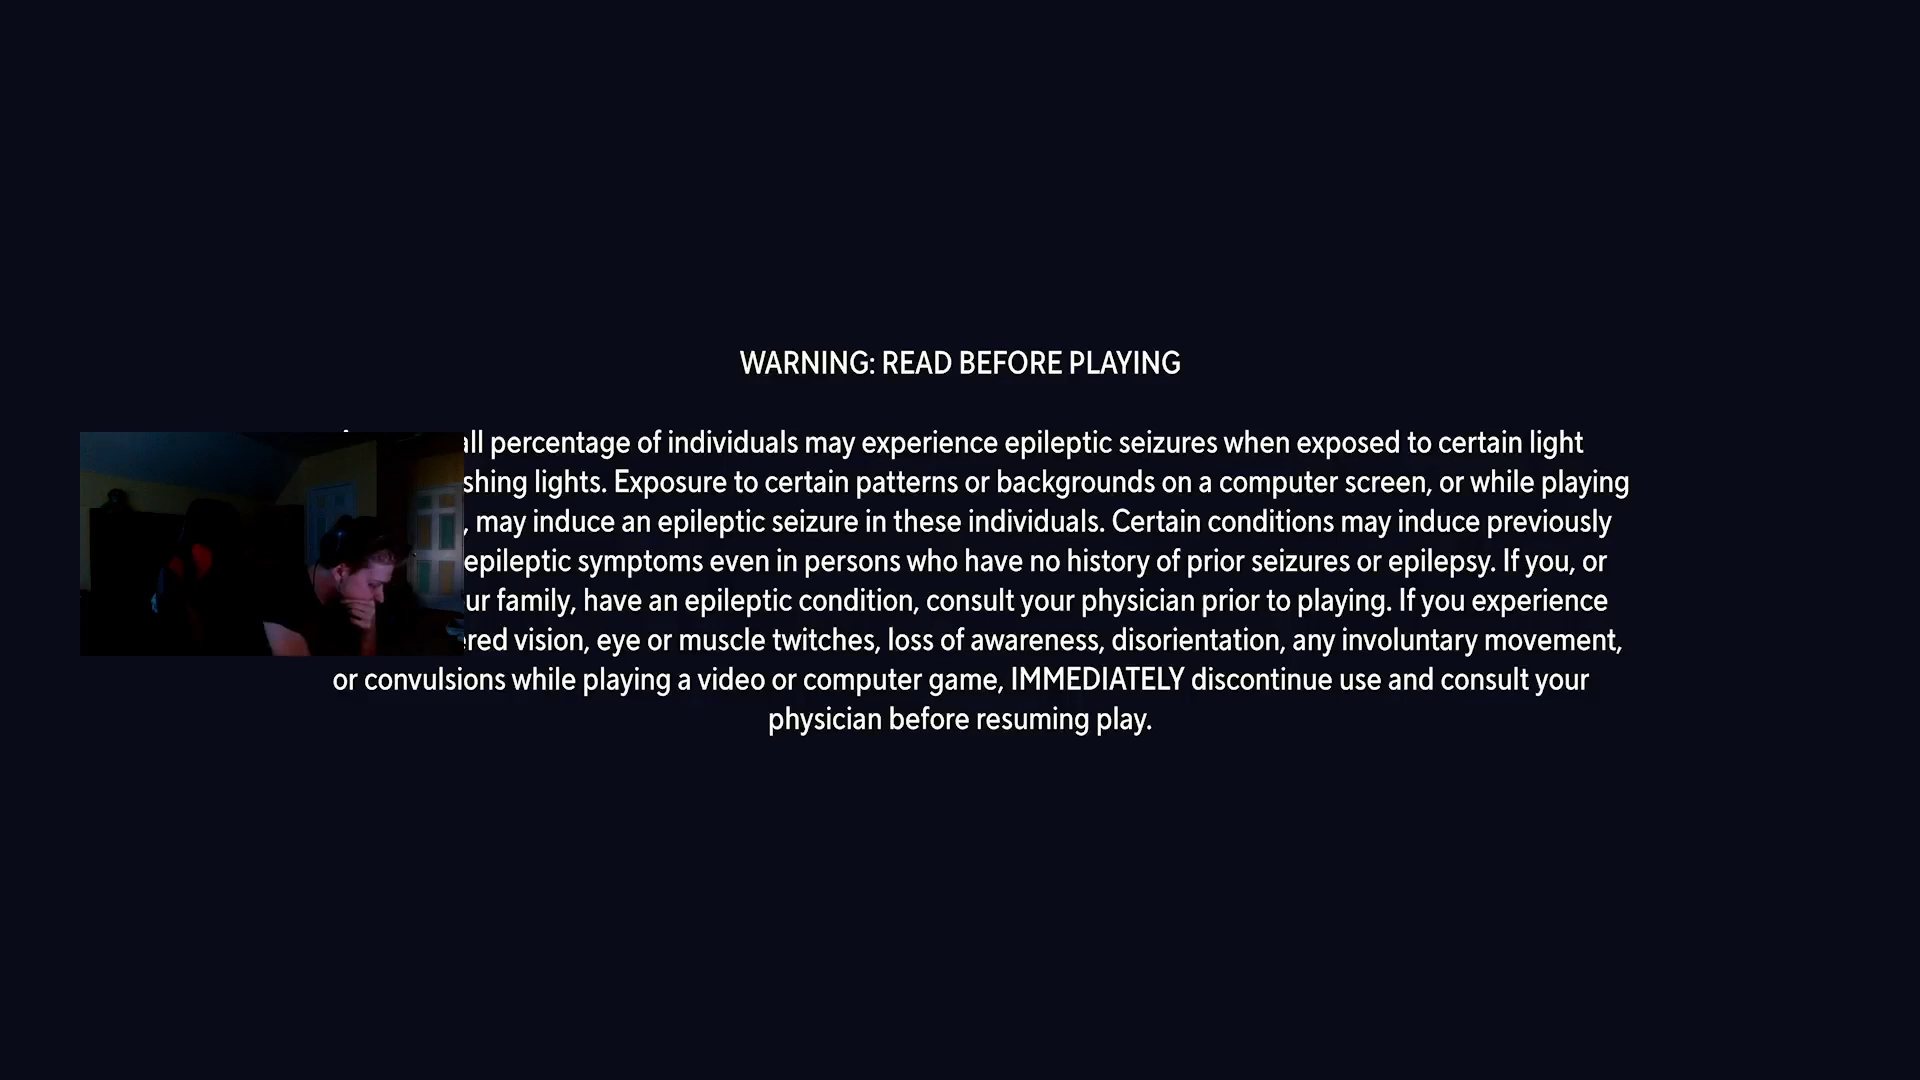 WARNING: READ BEFORE PLAYING
percentage of individuals may experience epileptic seizures when exposed to certain light
lights. Exposure to certain patterns or backgrounds on a computer screen, or while playing
, may induce an epileptic seizure in these individuals. Certain conditions may induce previously
epileptic symptoms even in persons who have no history of prior seizures or epilepsy. If you, or
family, have an epileptic condition, consult your physician prior to playing. If you experience
vision, eye or muscle twitches, loss of awareness, disorientation, any involuntary movement,
or convulsions while playing a video or computer game, IMMEDIATELY discontinue use and consult your
physician before resuming play.